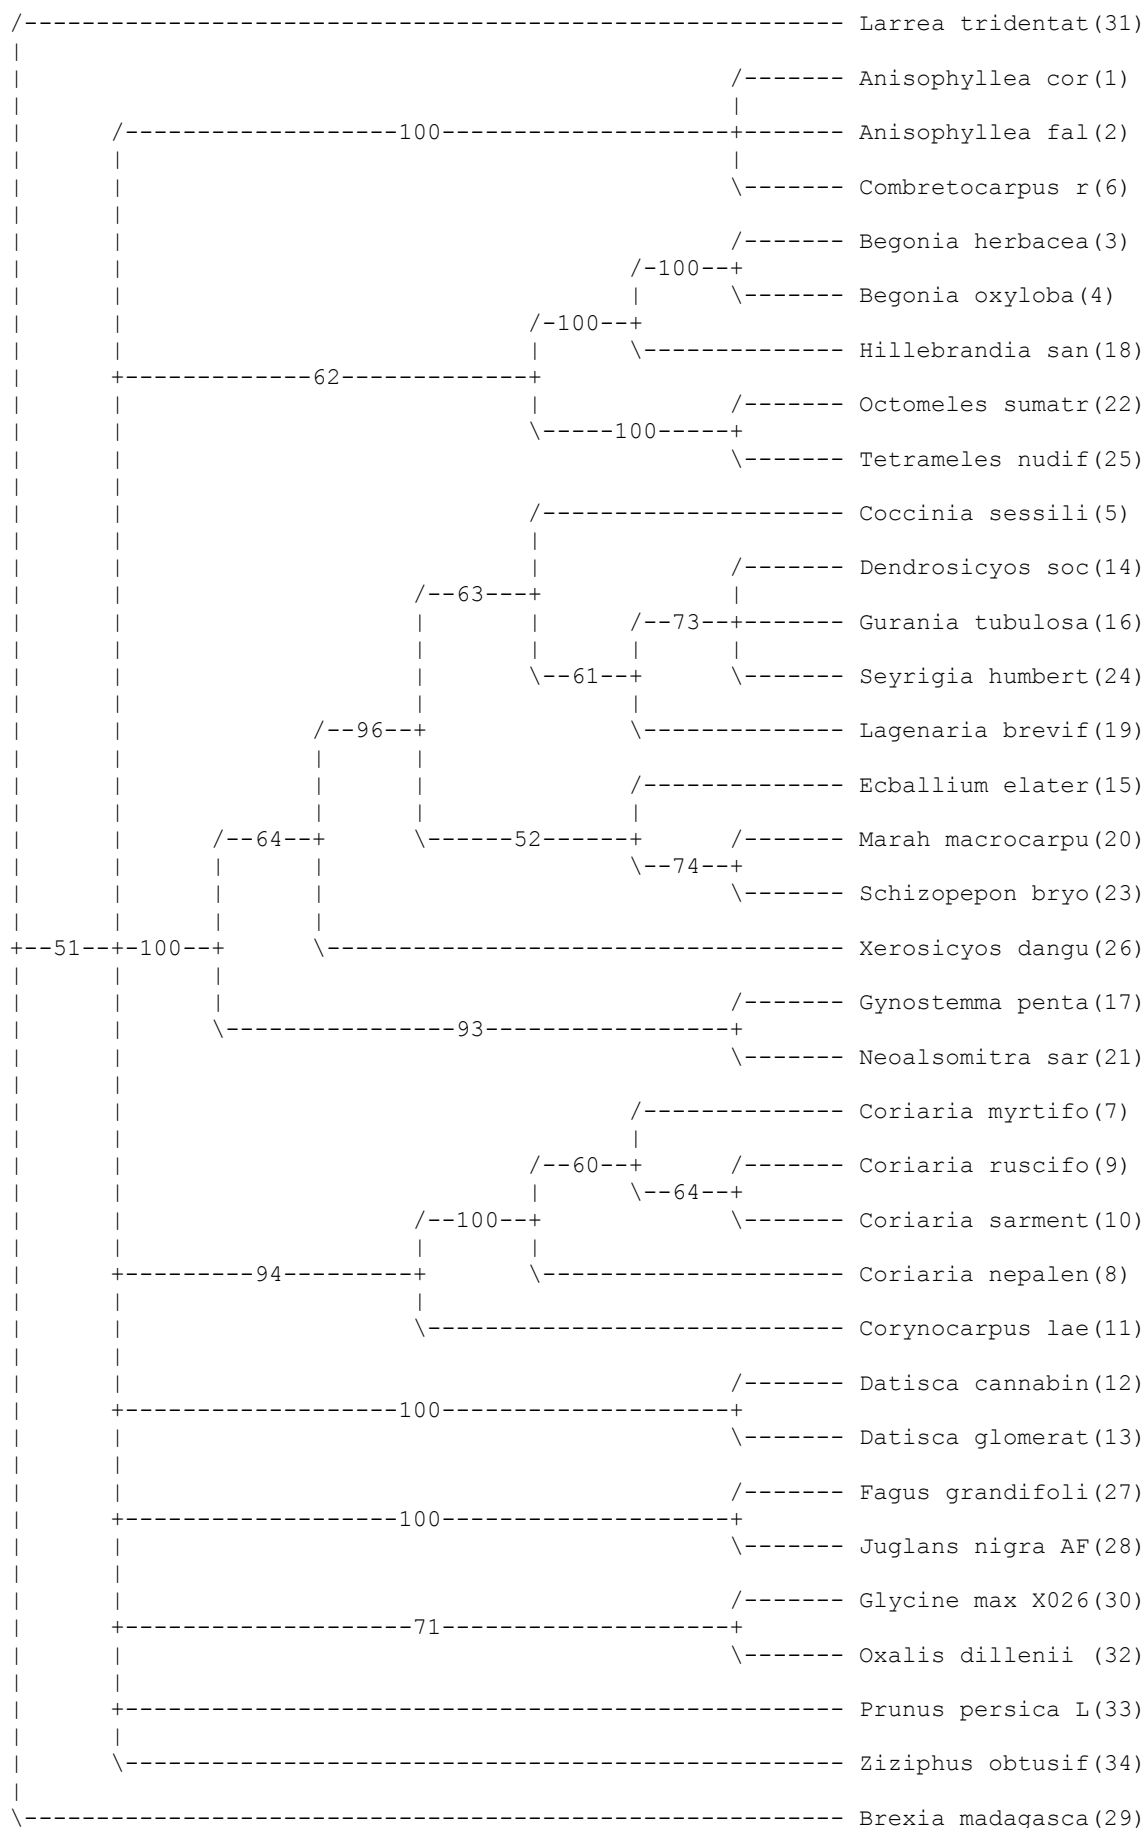 Larrea tridentat(31)
Anisophyllea cor(1)
100 Anisophyllea fal(2)
Combretocarpus r(6)
Begonia herbacea(3)
100
Begonia oxyloba(4)
100
Hillebrandia san(18)
62
Octomeles sumatr(22)
100
Tetrameles nudif(25)
Coccinia sessili(5)
Dendrosicyos soc(14)
63
73 Gurania tubulosa(16)
61 Seyrigia humbert(24)
96 Lagenaria brevif(19)
Ecballium elater(15)
64 52 Marah macrocarpu(20)
74
Schizopepon bryo(23)
51 100 Xerosicyos dangu(26)
Gynostemma penta(17)
93
Neoalsomitra sar(21)
Coriaria myrtifo(7)
60 Coriaria ruscifo(9)
64
100 Coriaria sarment(10)
94 Coriaria nepalen(8)
Corynocarpus lae(11)
Datisca cannabin(12)
100
Datisca glomerat(13)
Fagus grandifoli(27)
100
Juglans nigra AF(28)
Glycine max X026(30)
71
Oxalis dillenii (32)
Prunus persica L(33)
Ziziphus obtusif(34)
Brexia madagasca(29)